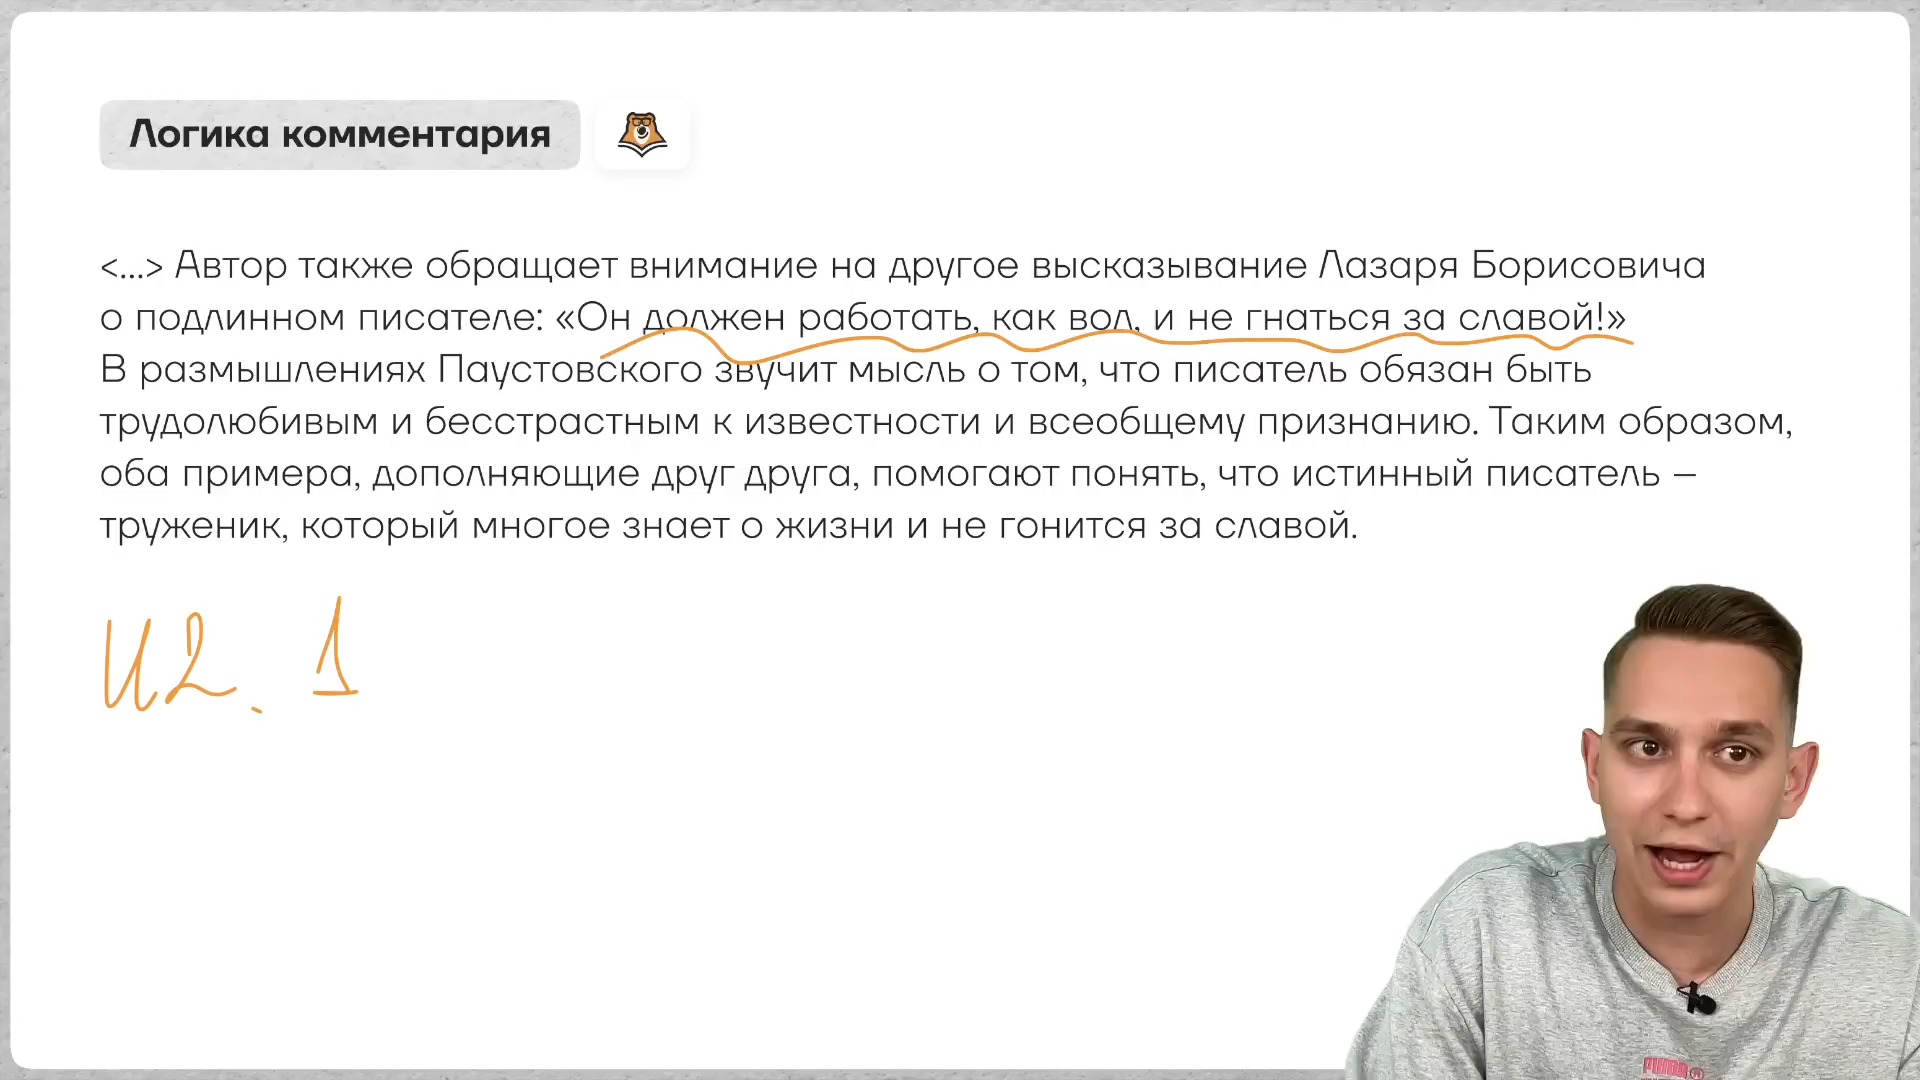 Логика комментария
<...> Автор также обращает внимание на другое высказывание Лазаря Борисовича
о подлинном писателе: «Он должен работать, как вол, и не гнаться за славой!»
В размышлениях Паустовского звучит мысль о том, что писатель обязан быть
трудолюбивым и бесстрастным к известности и всеобщему признанию. Таким образом,
оба примера, дополняющие друг друга, помогают понять, что истинный писатель –
труженик, который многое знает о жизни и не гонится за славой.
И2. 1
PUMA